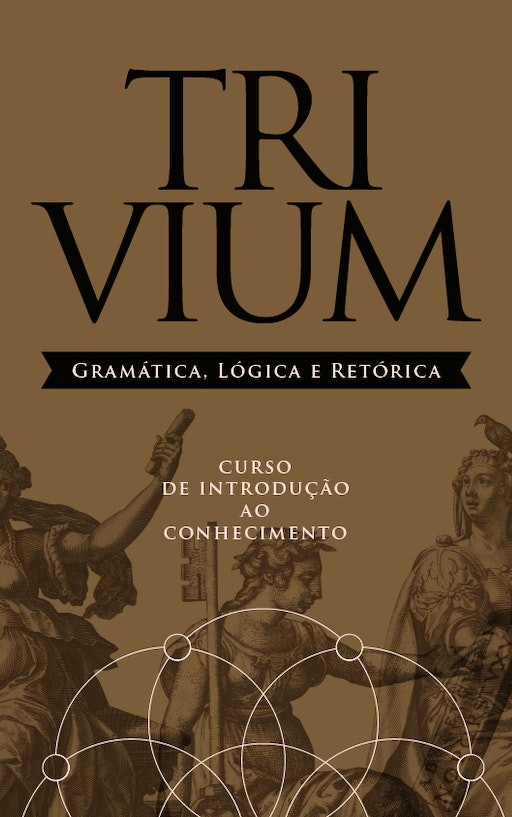 TRI
VIUM
GRAMÁTICA, LÓGICA E RETÓRICA
CURSO
DE INTRODUÇÃO
AO
CONHECIMENTO